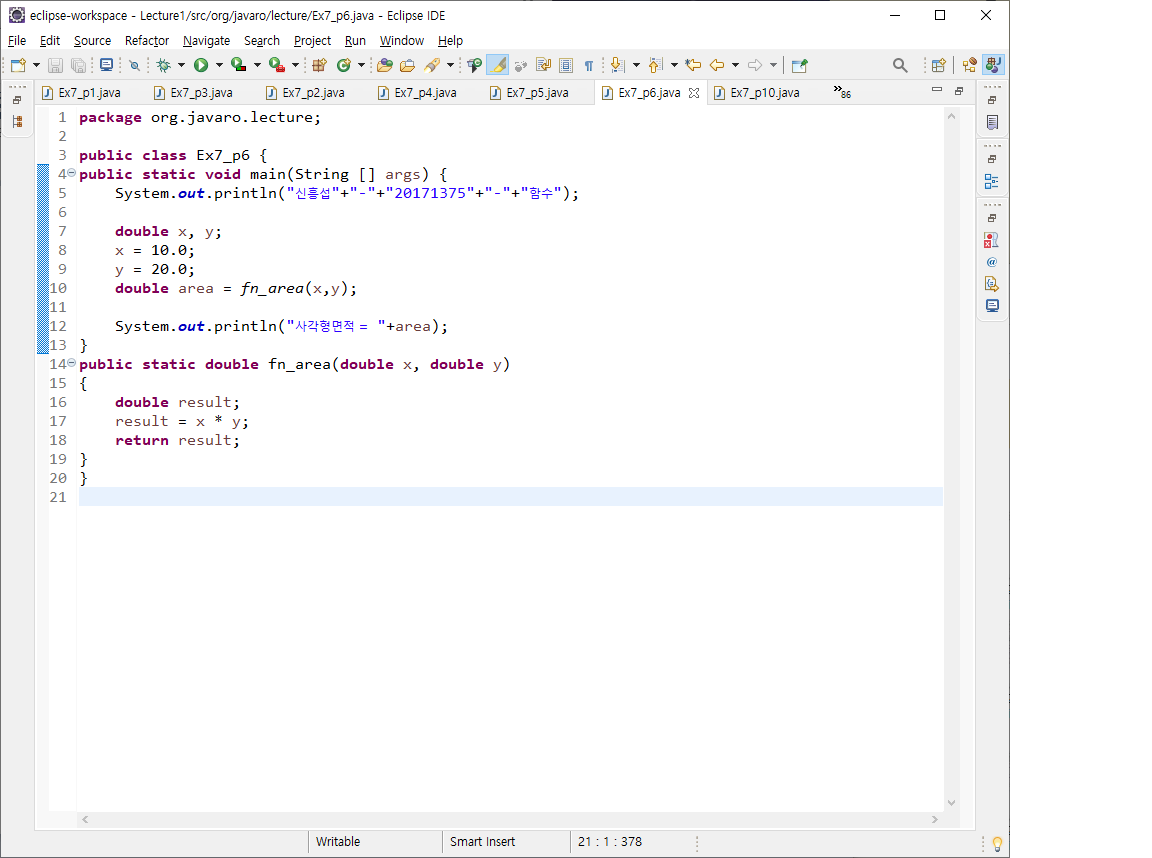 eclipse-workspace - Lecture1/src/org/javaro/lecture/Ex7_p6.java - Eclipse IDE
File Edit Source Refactor Navigate Search Project Run Window Help
Ex7_p1.java Ex7_p3.java Ex7_p2.java Ex7_p4.java Ex7_p5.java Ex7_p6.java Ex7_p10.java »86
1 package org.javaro.lecture;
2
3 public class Ex7_p6 {
4 public static void main(String [] args) {
5 System.out.println("신흥섭"+"-"+"20171375"+"-"+"함수");
6
7 double x, y;
8 x = 10.0;
9 y = 20.0;
10 double area = fn_area(x,y);
11
12 System.out.println("사각형면적 = "+area);
13 }
14 public static double fn_area(double x, double y)
15 {
16 double result;
17 result = x * y;
18 return result;
19 }
20 }
21
Writable Smart Insert 21 : 1 : 378